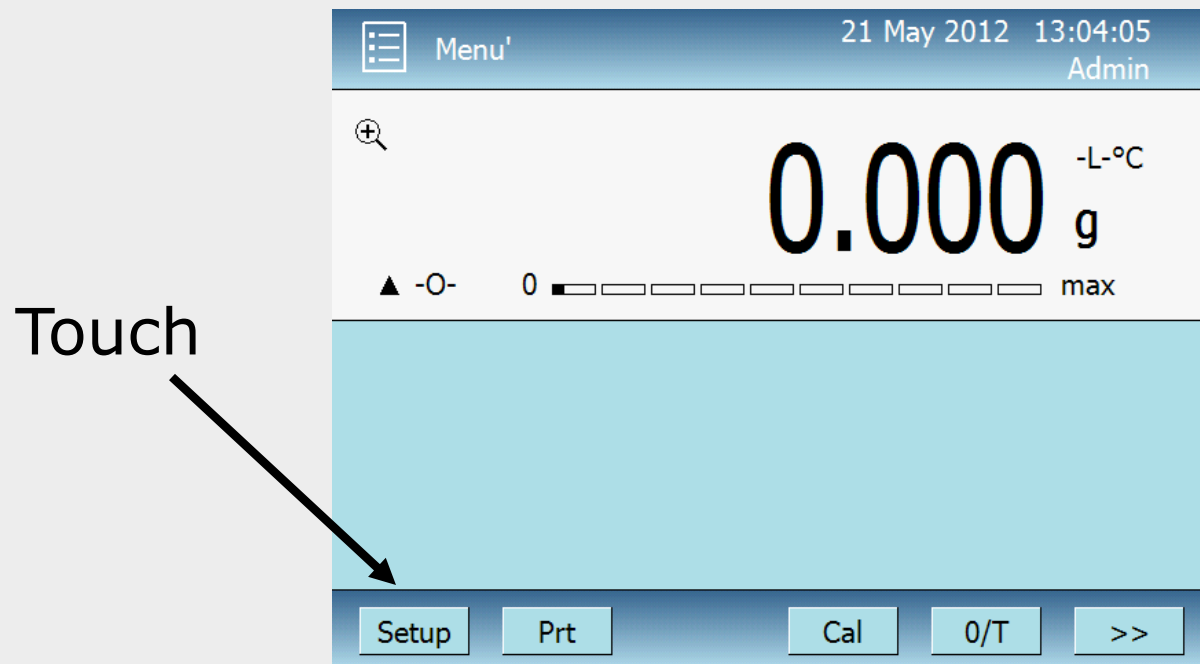 Menu'
21 May 2012 13:04:05
Admin
0.000
-L-°C
g
-O- 0 max
Touch
Setup Prt Cal 0/T >>